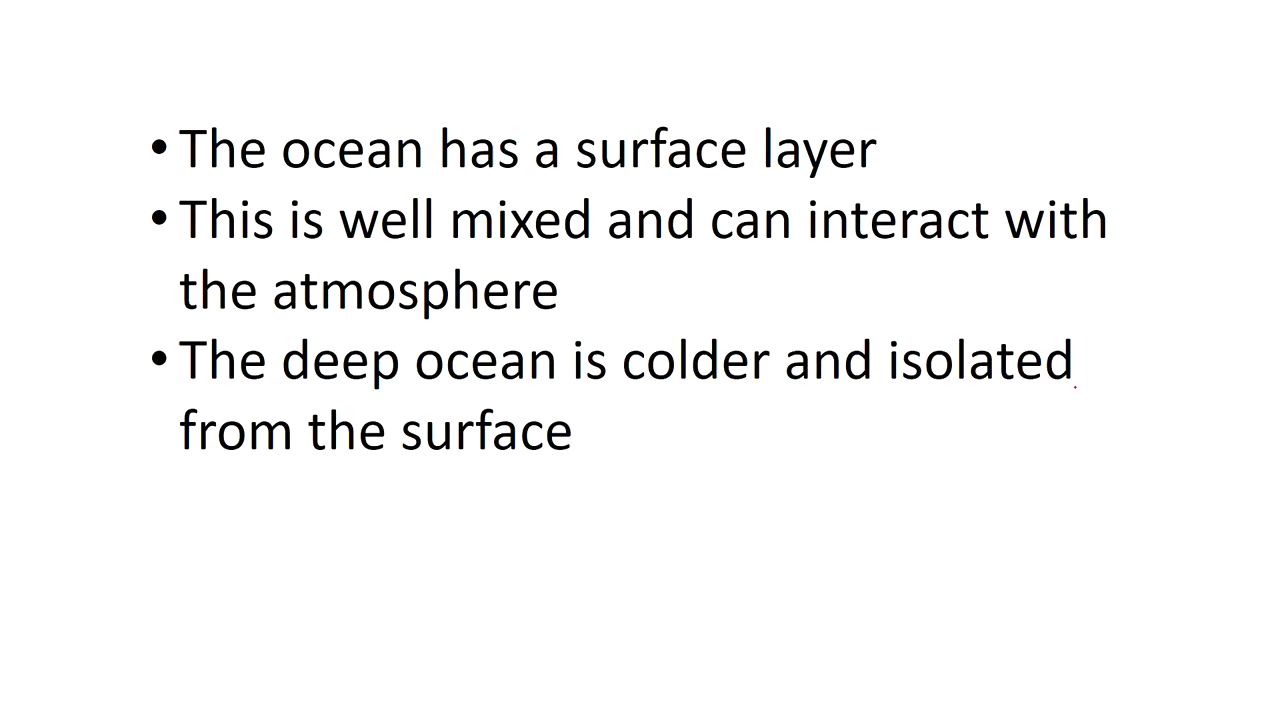 • The ocean has a surface layer
• This is well mixed and can interact with
the atmosphere
• The deep ocean is colder and isolated
from the surface